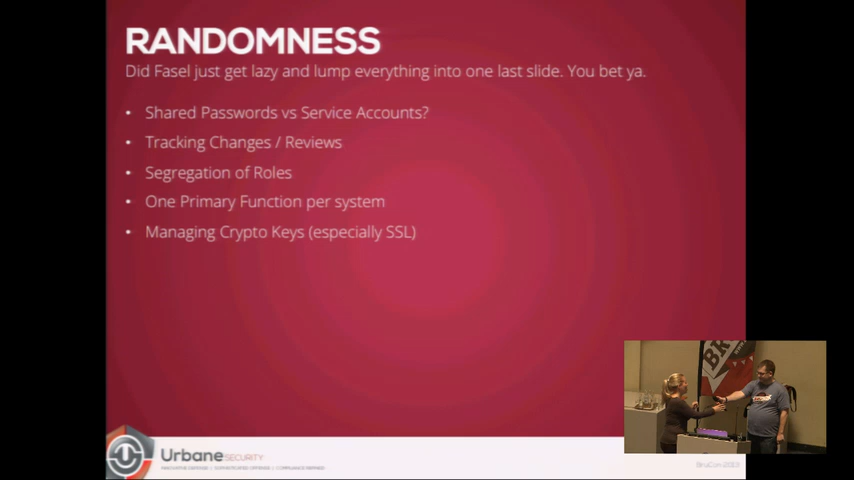 RANDOMNESS
Did Fasel just get lazy and lump everything into one last slide. You bet ya.
• Shared Passwords vs Service Accounts?
• Tracking Changes / Reviews
• Segregation of Roles
• One Primary Function per system
• Managing Crypto Keys (especially SSL)
BR
Urbane SECURITY